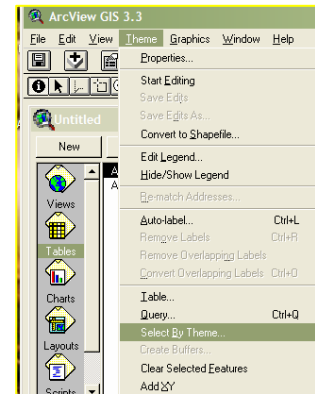 ArcView GIS 3.3
File Edit View Theme Graphics Window Help
Properties...
Start Editing
Save Edits
Save Edits As...
Convert to Shapefile...
Untitled
New
Edit Legend...
Hide/Show Legend
Re-match Addresses...
Views
Auto-label... Ctrl+L
Remove Labels Ctrl+R
Remove Overlapping Labels
Convert Overlapping Labels Ctrl+O
Tables
Charts
Table...
Query... Ctrl+Q
Select By Theme...
Create Buffers...
Clear Selected Features
Add XY
Layouts
Scripts